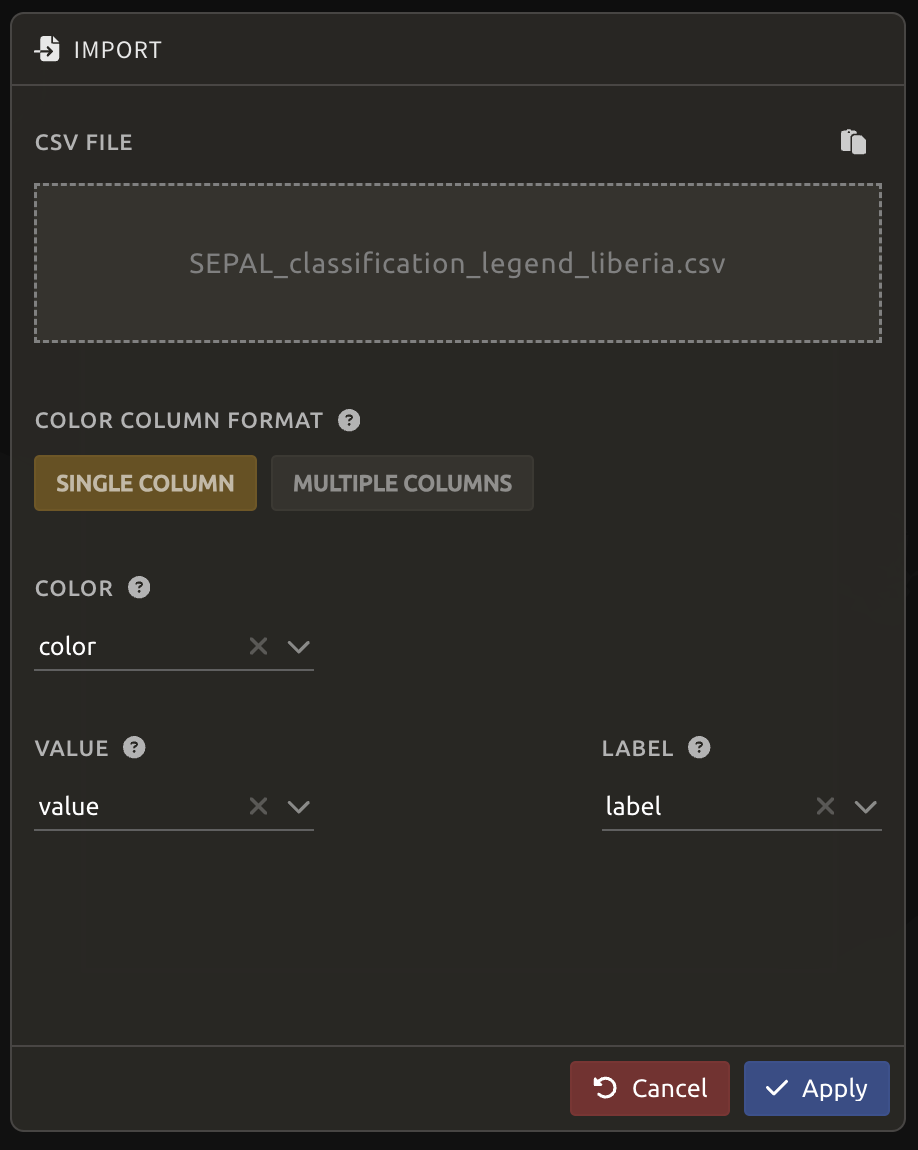 IMPORT
CSV FILE
SEPAL_classification_legend_liberia.csv
COLOR COLUMN FORMAT ?
SINGLE COLUMN MULTIPLE COLUMNS
COLOR ?
color
VALUE ? LABEL ?
value label
Cancel Apply